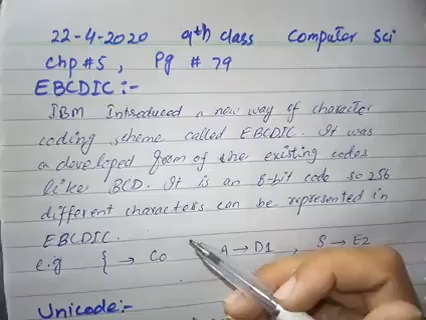 22-4-2020 9th class Computer Sci
Chp #5, Pg # 79
EBCDIC:-
IBM Introduced a new way of character
coding scheme called EBCDIC. It was
a developed form of the existing codes
like BCD. It is an 8-bit code so 256
different characters can be represented in
EBCDIC.
e.g { → C0 A → D1, S → E2
Unicode:-